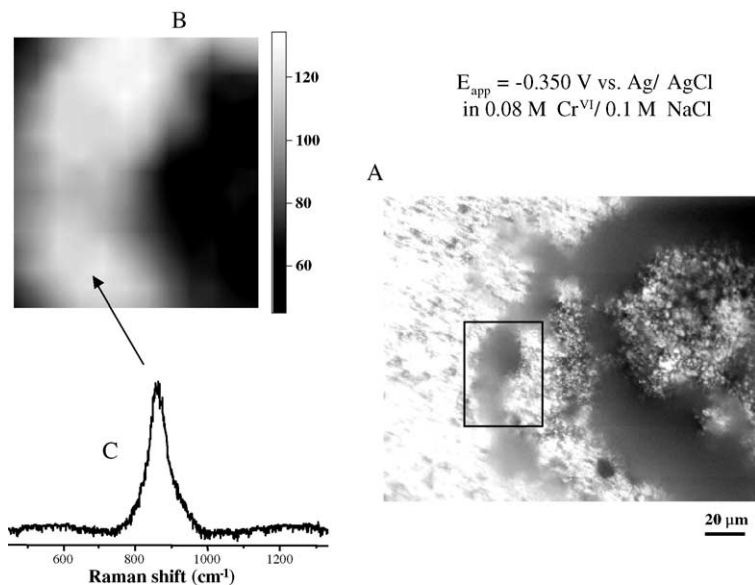 B
120
100
80
60
E_app = -0.350 V vs. Ag/ AgCl
in 0.08 M Cr^VI/ 0.1 M NaCl
A
C
600 800 1000 1200
Raman shift (cm⁻¹)
20 µm